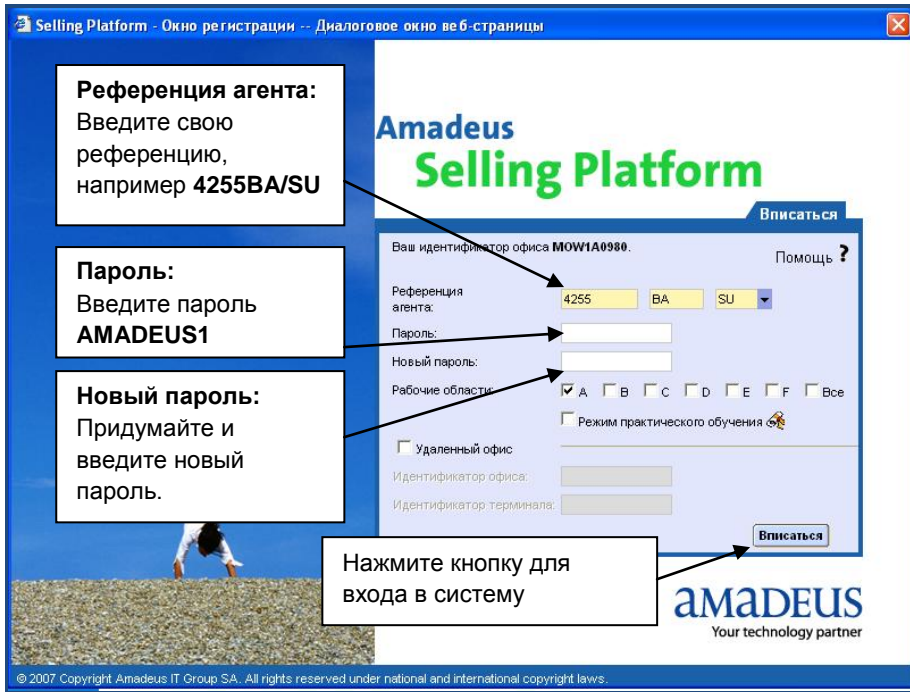 Selling Platform - Окно регистрации -- Диалоговое окно веб-страницы
Референция агента:
Введите свою
референцию,
например 4255BA/SU
Amadeus
Selling Platform
Вписаться
Ваш идентификатор офиса MOW1A0980.
Помощь ?
Пароль:
Введите пароль
AMADEUS1
Референция
агента:
4255 BA SU
Пароль:
Новый пароль:
Новый пароль:
Придумайте и
введите новый
пароль.
Рабочие области:
A B C D E F Все
Режим практического обучения
Удаленный офис
Идентификатор офиса:
Идентификатор терминала:
Вписаться
Нажмите кнопку для
входа в систему
amadeus
Your technology partner
© 2007 Copyright Amadeus IT Group SA. All rights reserved under national and international copyright laws.